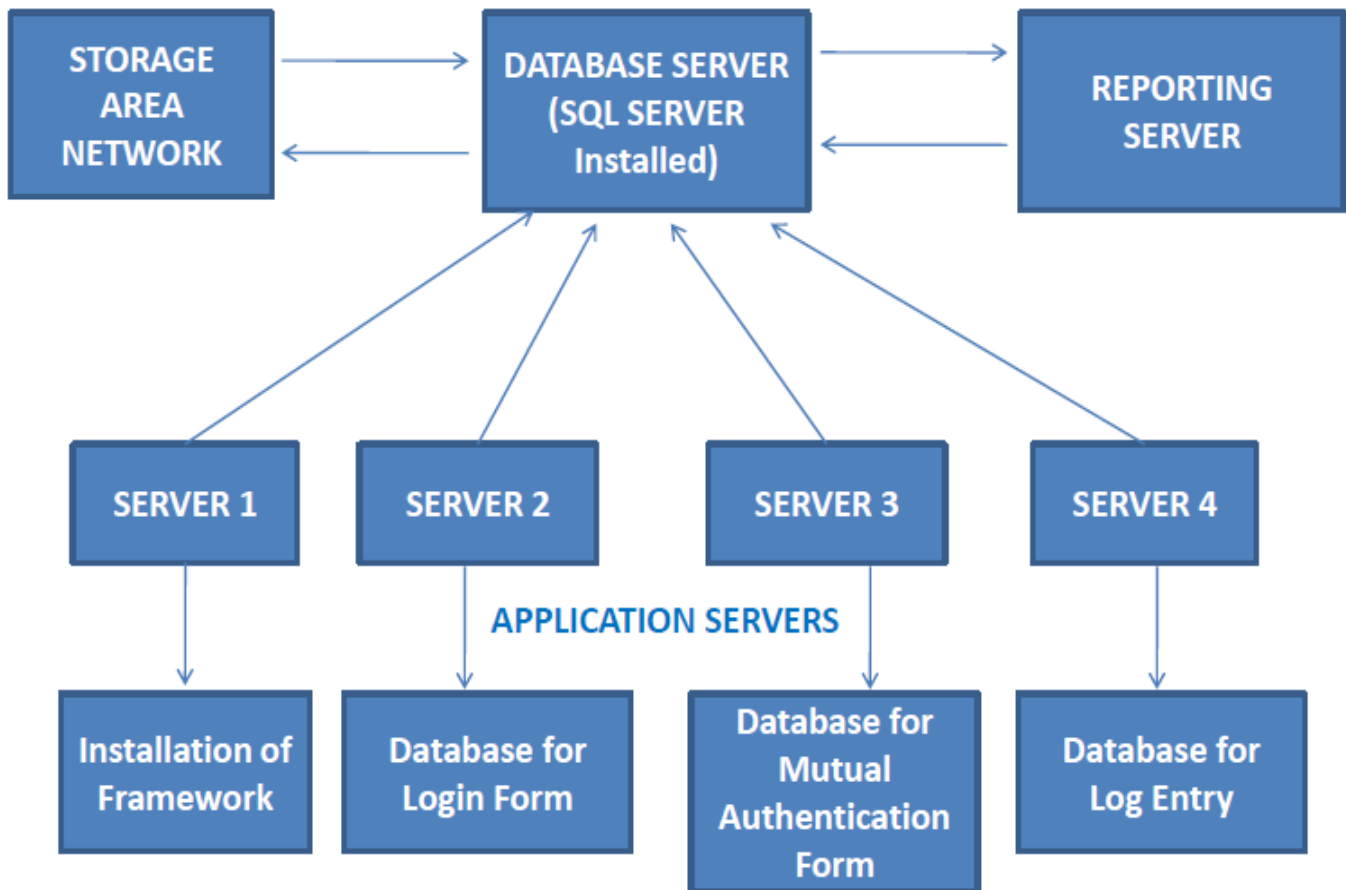 STORAGE
AREA
NETWORK
DATABASE SERVER
(SQL SERVER
Installed)
REPORTING
SERVER
SERVER 1
SERVER 2
SERVER 3
SERVER 4
APPLICATION SERVERS
Installation of
Framework
Database for
Login Form
Database for
Mutual
Authentication
Form
Database for
Log Entry